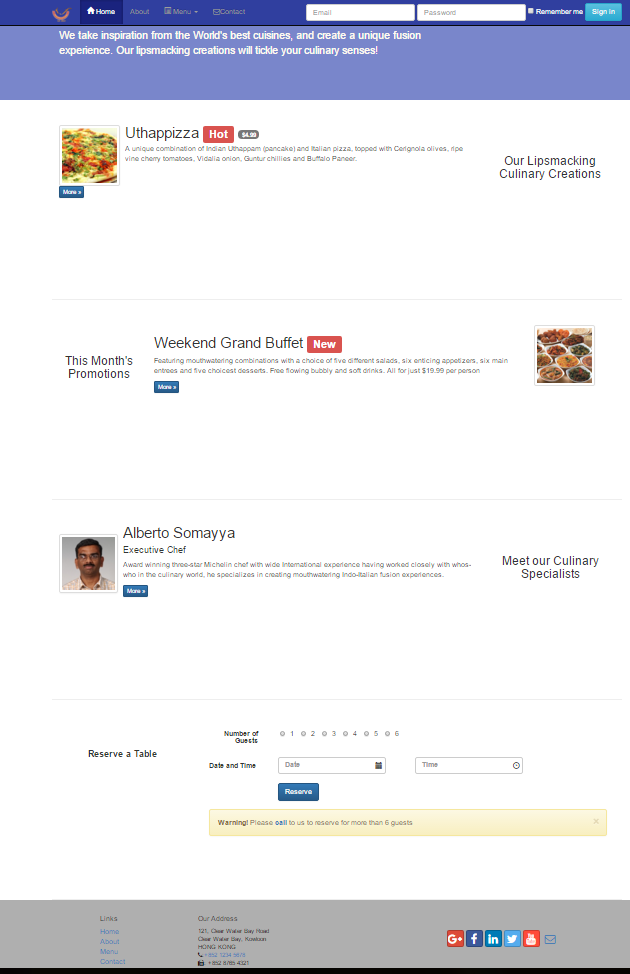 Home About Menu Contact Email Password Remember me Sign in
We take inspiration from the World's best cuisines, and create a unique fusion
experience. Our lipsmacking creations will tickle your culinary senses!
Uthappizza Hot $4.99
A unique combination of Indian Uthappam (pancake) and Italian pizza, topped with Cerignola olives, ripe
vine cherry tomatoes, Vidalia onion, Guntur chillies and Buffalo Paneer.
More »
Our Lipsmacking
Culinary Creations
This Month's
Promotions
Weekend Grand Buffet New
Featuring mouthwatering combinations with a choice of five different salads, six enticing appetizers, six main
entrees and five choicest desserts. Free flowing bubbly and soft drinks. All for just $19.99 per person
More »
Alberto Somayya
Executive Chef
Award winning three-star Michelin chef with wide International experience having worked closely with whos-
who in the culinary world, he specializes in creating mouthwatering Indo-Italian fusion experiences.
More »
Meet our Culinary
Specialists
Reserve a Table
Number of
Guests
1 2 3 4 5 6
Date and Time Date Time
Reserve
Warning! Please call to us to reserve for more than 6 guests ×
Links
Home
About
Menu
Contact
Our Address
121, Clear Water Bay Road
Clear Water Bay, Kowloon
HONG KONG
+852 1234 5678
+852 8765 4321
G+ f in You Tube